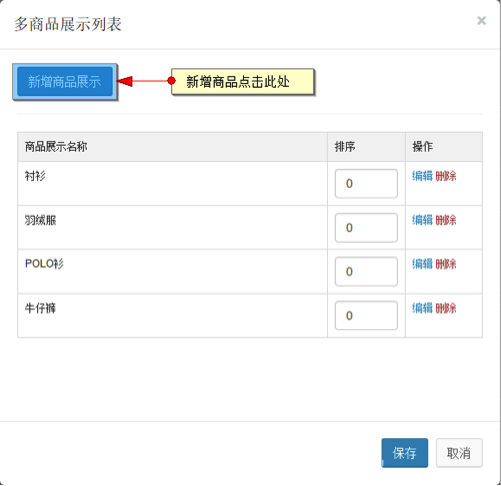 多商品展示列表 ×
新增商品展示 新增商品点击此处
商品展示名称 排序 操作
衬衫 0 编辑 删除
羽绒服 0 编辑 删除
POLO衫 0 编辑 删除
牛仔裤 0 编辑 删除
保存 取消